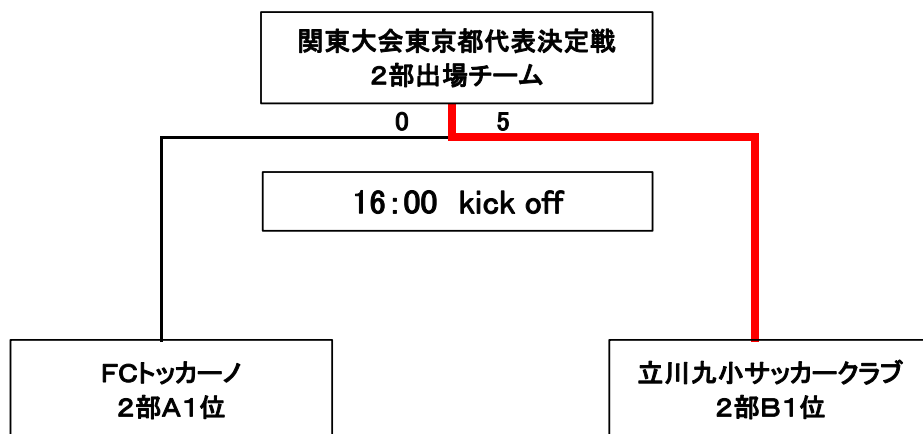 関東大会東京都代表決定戦
２部出場チーム
0 5
16:00 kick off
FCトッカーノ
２部A１位
立川九小サッカークラブ
２部B１位